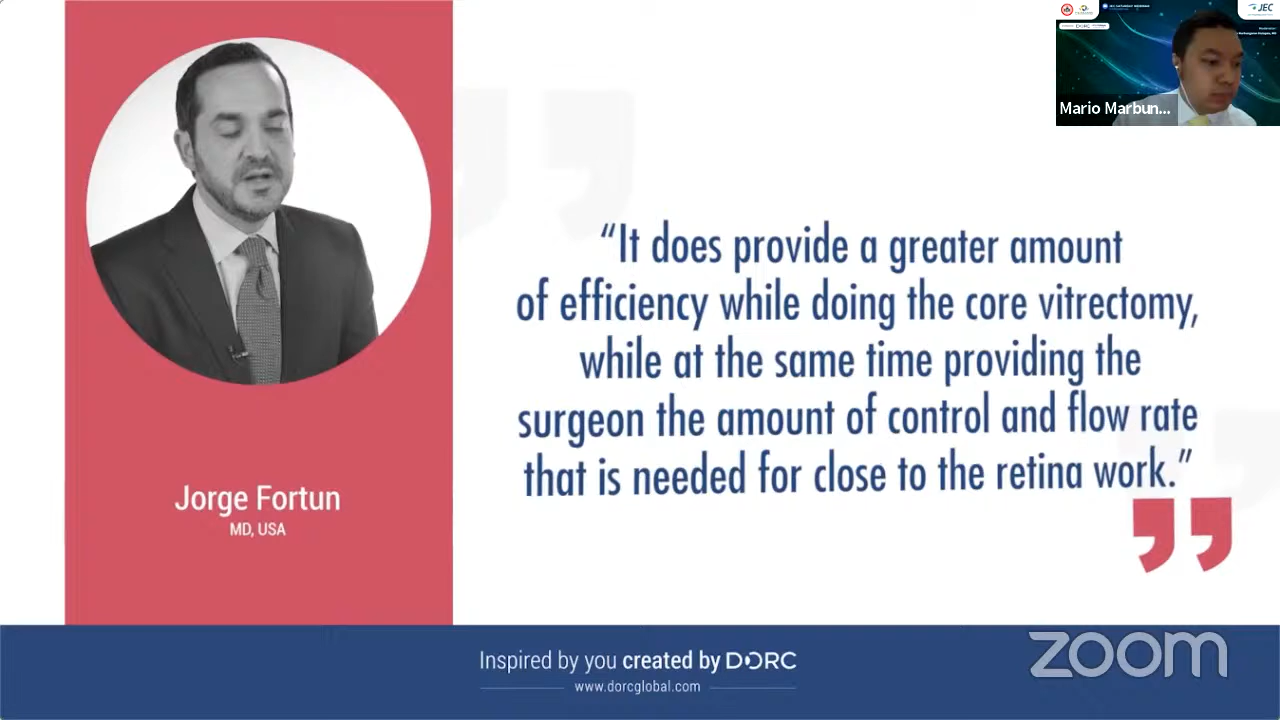 JEC
Mario Marbun...
“It does provide a greater amount
of efficiency while doing the core vitrectomy,
while at the same time providing the
surgeon the amount of control and flow rate
that is needed for close to the retina work.”
Jorge Fortun
MD, USA
Inspired by you created by DORC
www.dorcglobal.com
zoom